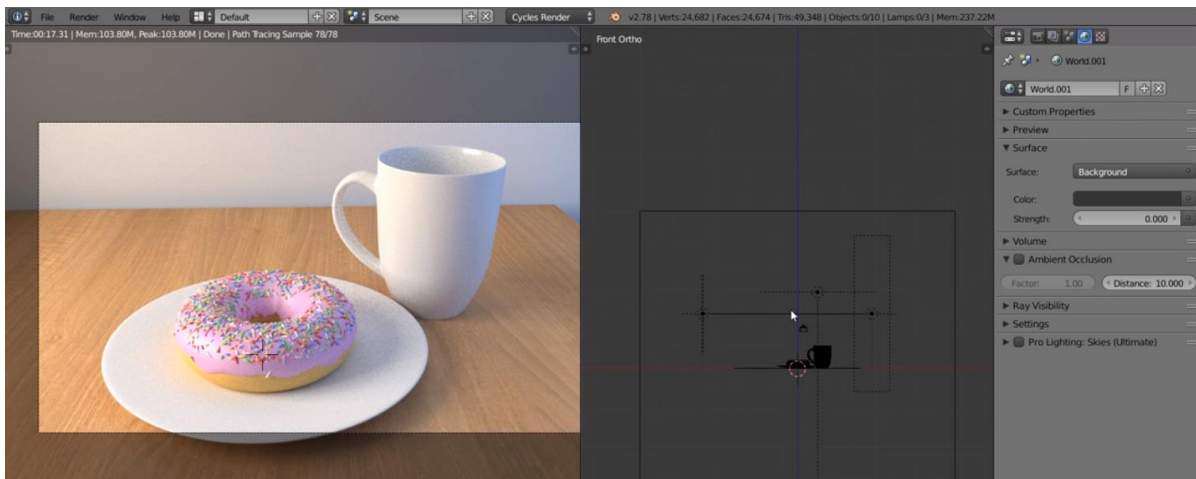 File Render Window Help Default Scene Cycles Render v2.78 | Verts:24,682 | Faces:24,674 | Tris:49,348 | Objects:0/10 | Lamps:0/3 | Mem:237.22M
Time:00:17.31 | Mem:103.80M, Peak:103.80M | Done | Path Tracing Sample 78/78
Front Ortho
World.001
World.001 F
Custom Properties
Preview
Surface
Surface: Background
Color:
Strength: 0.000
Volume
Ambient Occlusion
Factor: 1.00 Distance: 10.000
Ray Visibility
Settings
Pro Lighting: Skies (Ultimate)